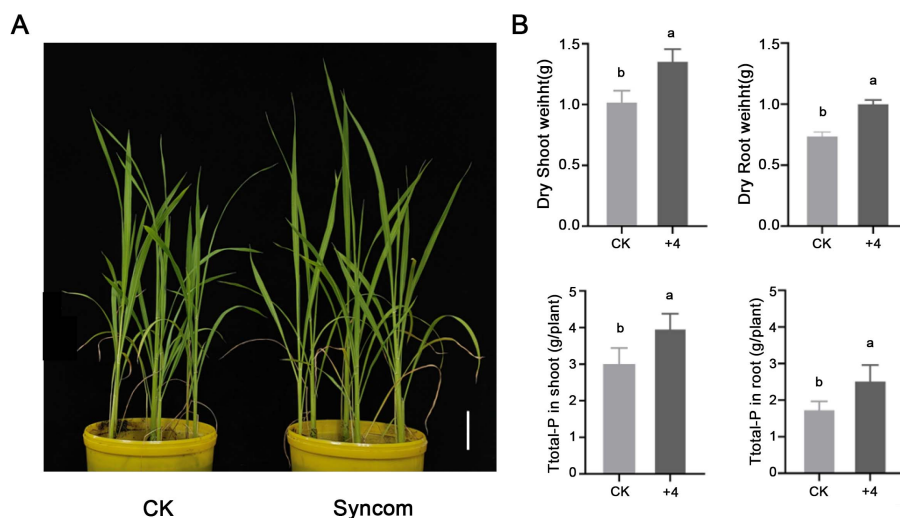 A
CK
Syncom
B
Dry Shoot weihht(g)
1.5
1.0
0.5
0.0
b
a
CK
+4
Dry Root weihht(g)
1.5
1.0
0.5
0.0
b
a
CK
+4
Ttotal-P in shoot (g/plant)
5
4
3
2
1
0
b
a
CK
+4
Ttotal-P in root (g/plant)
5
4
3
2
1
0
b
a
CK
+4